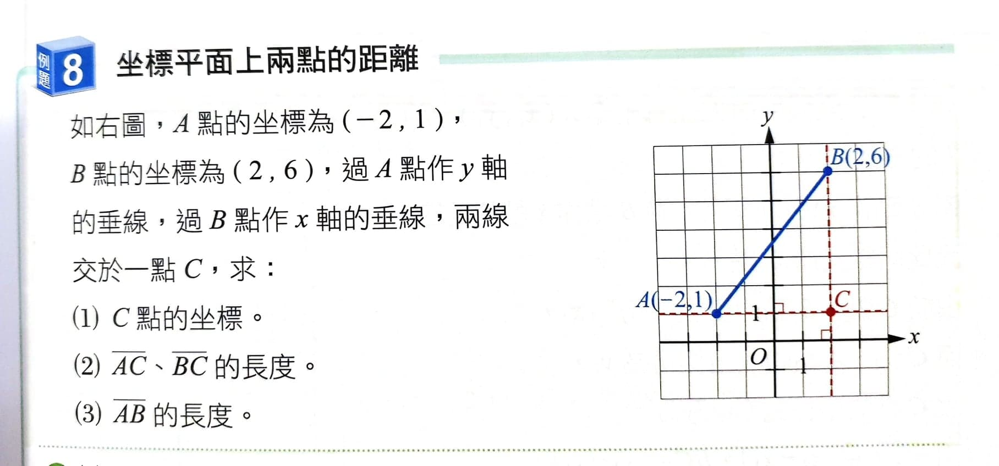 例題 8 坐標平面上兩點的距離
如右圖，A 點的坐標為 (−2 , 1)，
B 點的坐標為 ( 2 , 6 )，過 A 點作 y 軸
的垂線，過 B 點作 x 軸的垂線，兩線
交於一點 C，求：
(1) C 點的坐標。
(2) A̅C̅、B̅C̅ 的長度。
(3) A̅B̅ 的長度。
y
B(2,6)
A(−2,1)
1
C
x
O
1